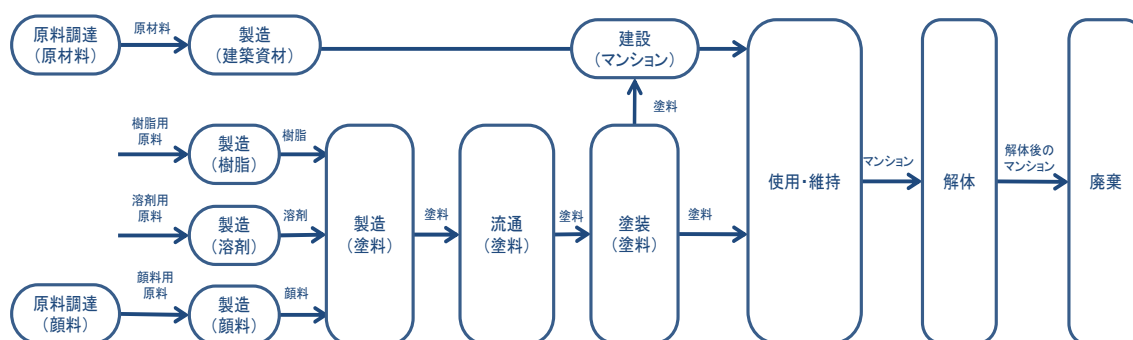 原料調達
（原材料）
原材料
製造
（建築資材）
建設
（マンション）
塗料
樹脂用
原料
製造
（樹脂）
樹脂
溶剤用
原料
製造
（溶剤）
溶剤
原料調達
（顔料）
顔料用
原料
製造
（顔料）
顔料
製造
（塗料）
塗料
流通
（塗料）
塗料
塗装
（塗料）
塗料
使用・維持
マンション
解体
解体後の
マンション
廃棄